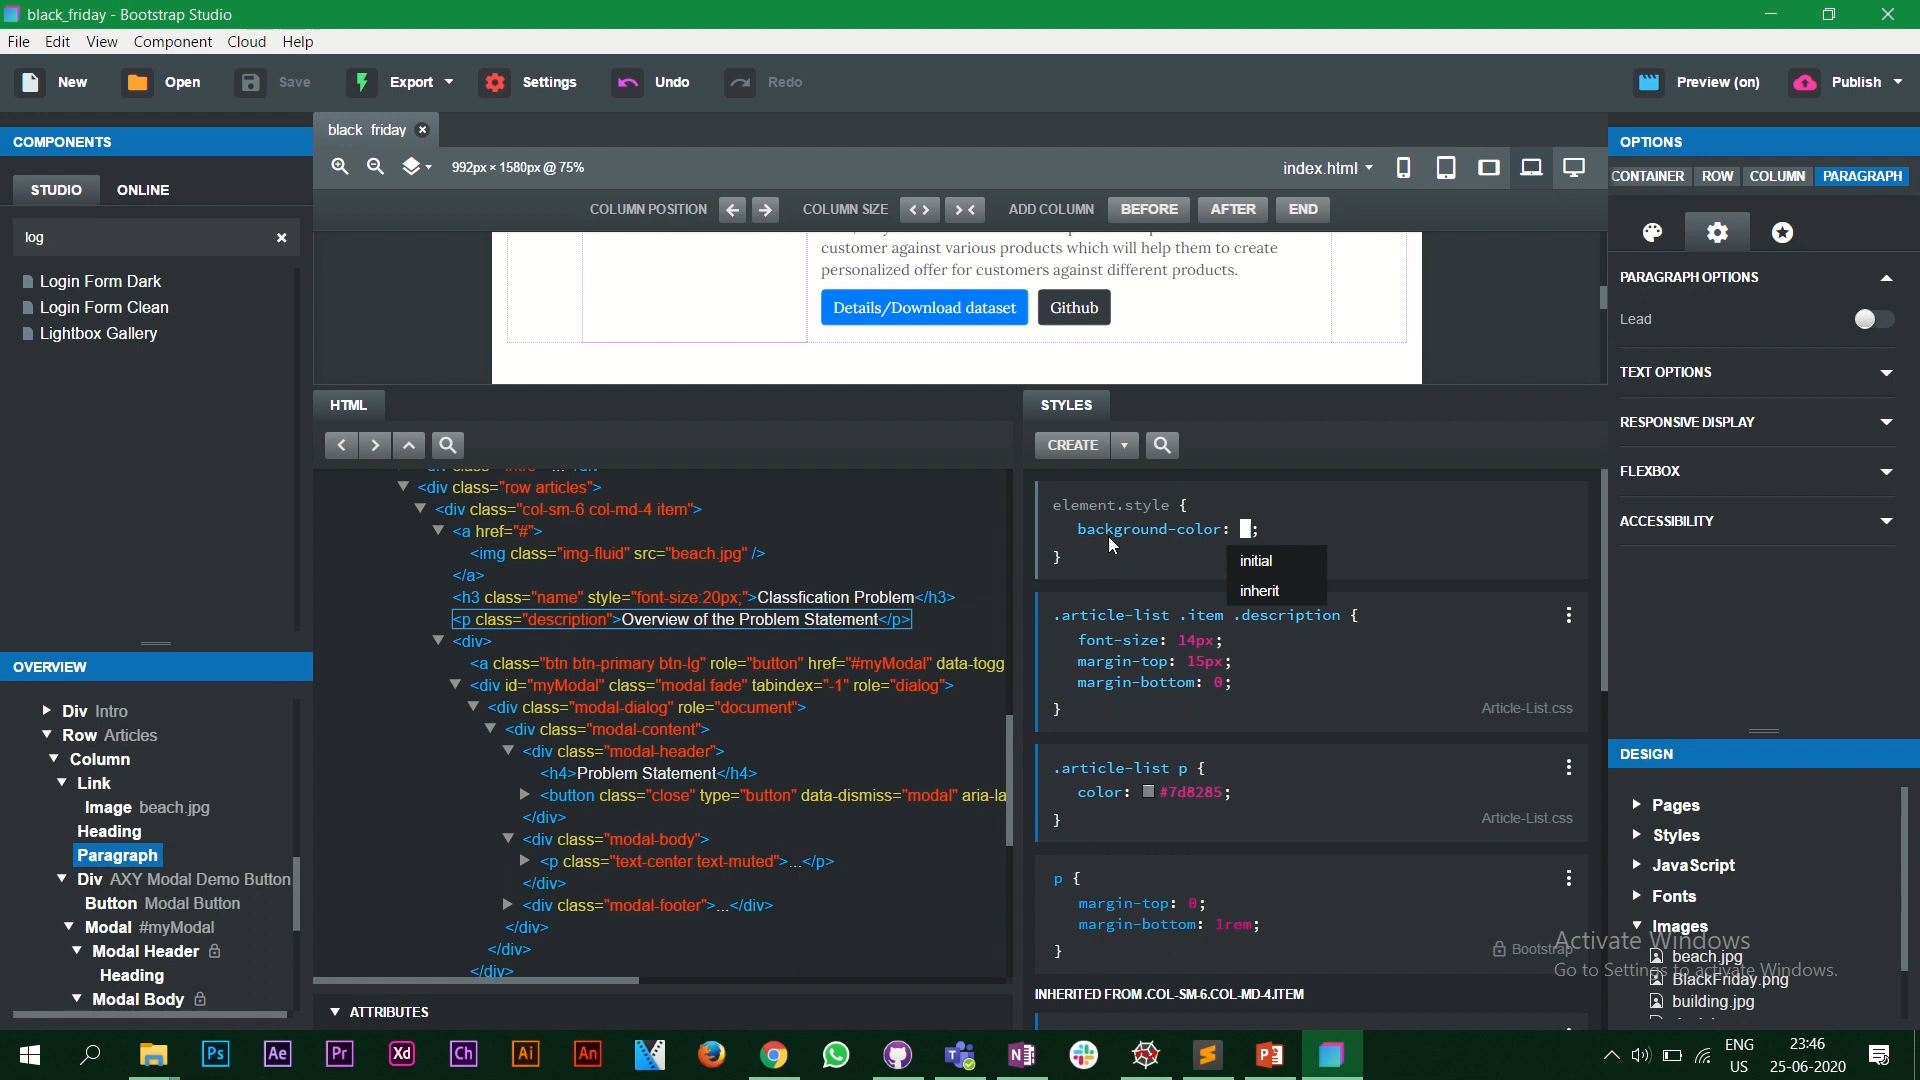 black_friday - Bootstrap Studio
File Edit View Component Cloud Help
New Open Save Export Settings Undo Redo Preview (on) Publish
COMPONENTS
STUDIO ONLINE
log
Login Form Dark
Login Form Clean
Lightbox Gallery
OVERVIEW
Div Intro
Row Articles
Column
Link
Image beach.jpg
Heading
Paragraph
Div AXY Modal Demo Button
Button Modal Button
Modal #myModal
Modal Header
Heading
Modal Body
black friday
992px × 1580px @ 75%
index.html
COLUMN POSITION COLUMN SIZE ADD COLUMN BEFORE AFTER END
customer against various products which will help them to create
personalized offer for customers against different products.
Details/Download dataset Github
HTML
<div class="row articles">
<div class="col-sm-6 col-md-4 item">
<a href="#">
<img class="img-fluid" src="beach.jpg" />
</a>
<h3 class="name" style="font-size:20px;">Classfication Problem</h3>
<p class="description">Overview of the Problem Statement</p>
<div>
<a class="btn btn-primary btn-lg" role="button" href="#myModal" data-togg
<div id="myModal" class="modal fade" tabindex="-1" role="dialog">
<div class="modal-dialog" role="document">
<div class="modal-content">
<div class="modal-header">
<h4>Problem Statement</h4>
<button class="close" type="button" data-dismiss="modal" aria-la
</div>
<div class="modal-body">
<p class="text-center text-muted">...</p>
</div>
<div class="modal-footer">...</div>
</div>
</div>
</div>
ATTRIBUTES
STYLES
CREATE
element.style {
background-color: ;
}
initial
inherit
.article-list .item .description {
font-size: 14px;
margin-top: 15px;
margin-bottom: 0;
}
Article-List.css
.article-list p {
color: #7d8285;
}
Article-List.css
p {
margin-top: 0;
margin-bottom: 1rem;
}
Bootstrap
INHERITED FROM .COL-SM-6.COL-MD-4.ITEM
OPTIONS
CONTAINER ROW COLUMN PARAGRAPH
PARAGRAPH OPTIONS
Lead
TEXT OPTIONS
RESPONSIVE DISPLAY
FLEXBOX
ACCESSIBILITY
DESIGN
Pages
Styles
JavaScript
Fonts
Images
beach.jpg
BlackFriday.png
building.jpg
Activate Windows
Go to Settings to activate Windows.
Ps Ae Pr Xd Ch Ai An
ENG
US
23:46
25-06-2020